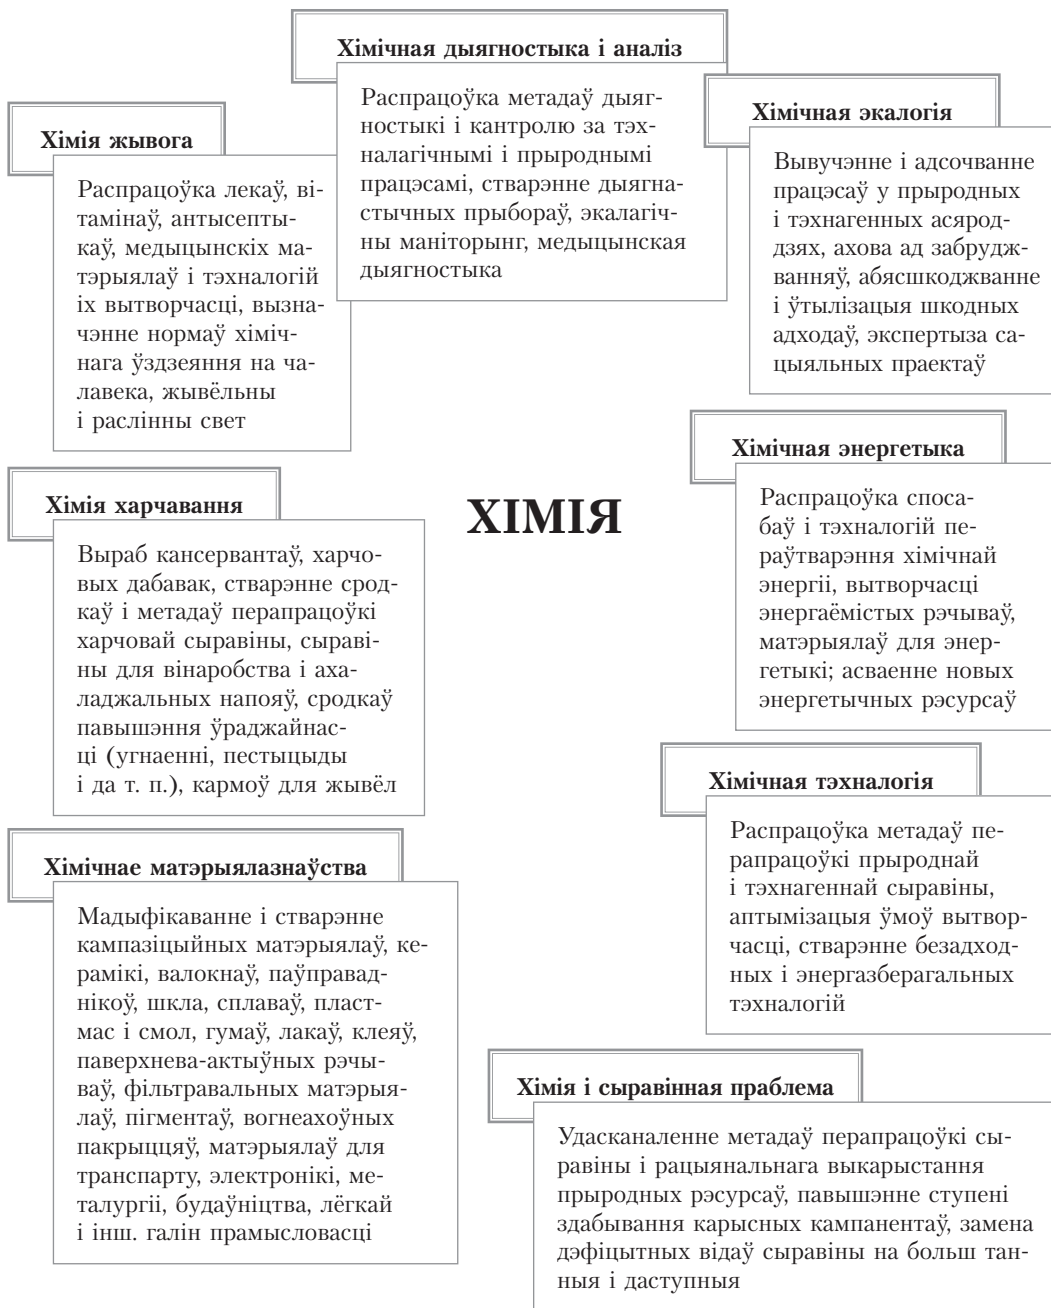 Хімічная дыягностыка і аналіз
Распрацоўка метадаў дыяг-
ностыкі і кантролю за тэх-
налагічнымі і прыроднымі
працэсамі, стварэнне дыягна-
стычных прыбораў, экалагіч-
ны маніторынг, медыцынская
дыягностыка
Хімія жывога
Распрацоўка лекаў, ві-
тамінаў, антысепты-
каў, медыцынскіх ма-
тэрыялаў і тэхналогій
іх вытворчасці, вызна-
чэнне нормаў хіміч-
нага ўздзеяння на ча-
лавека, жывёльны
і раслінны свет
Хімічная экалогія
Вывучэнне і адсочванне
працэсаў у прыродных
і тэхнагенных асярод-
дзях, ахова ад забрудж-
ванняў, абясшкоджванне
і ўтылізацыя шкодных
адходаў, экспертыза са-
цыяльных праектаў
Хімія харчавання
Выраб кансервантаў, харчо-
вых дабавак, стварэнне срод-
каў і метадаў перапрацоўкі
харчовай сыравіны, сыраві-
ны для вінаробства і аха-
ладжальных напояў, сродкаў
павышэння ўраджайнас-
ці (угнаенні, пестыцыды
і да т. п.), кармоў для жывёл
ХІМІЯ
Хімічная энергетыка
Распрацоўка споса-
баў і тэхналогій пе-
раўтварэння хімічнай
энергіі, вытворчасці
энергаёмістых рэчываў,
матэрыялаў для энер-
гетыкі; асваенне новых
энергетычных рэсурсаў
Хімічная тэхналогія
Распрацоўка метадаў пе-
рапрацоўкі прыроднай
і тэхнагеннай сыравіны,
аптымізацыя ўмоў вытвор-
часці, стварэнне безадход-
ных і энергазберагальных
тэхналогій
Хімічнае матэрыялазнаўства
Мадыфікаванне і стварэнне
кампазіцыйных матэрыялаў, ке-
рамікі, валокнаў, паўправад-
нікоў, шкла, сплаваў, пласт-
мас і смол, гумаў, лакаў, клеяў,
паверхнева-актыўных рэчы-
ваў, фільтравальных матэрыя-
лаў, пігментаў, вогнеахоўных
пакрыццяў, матэрыялаў для
транспарту, электронікі, ме-
талургіі, будаўніцтва, лёгкай
і інш. галін прамысловасці
Хімія і сыравінная праблема
Удасканаленне метадаў перапрацоўкі сы-
равіны і рацыянальнага выкарыстання
прыродных рэсурсаў, павышэнне ступені
здабывання карысных кампанентаў, замена
дэфіцытных відаў сыравіны на больш тан-
ныя і даступныя